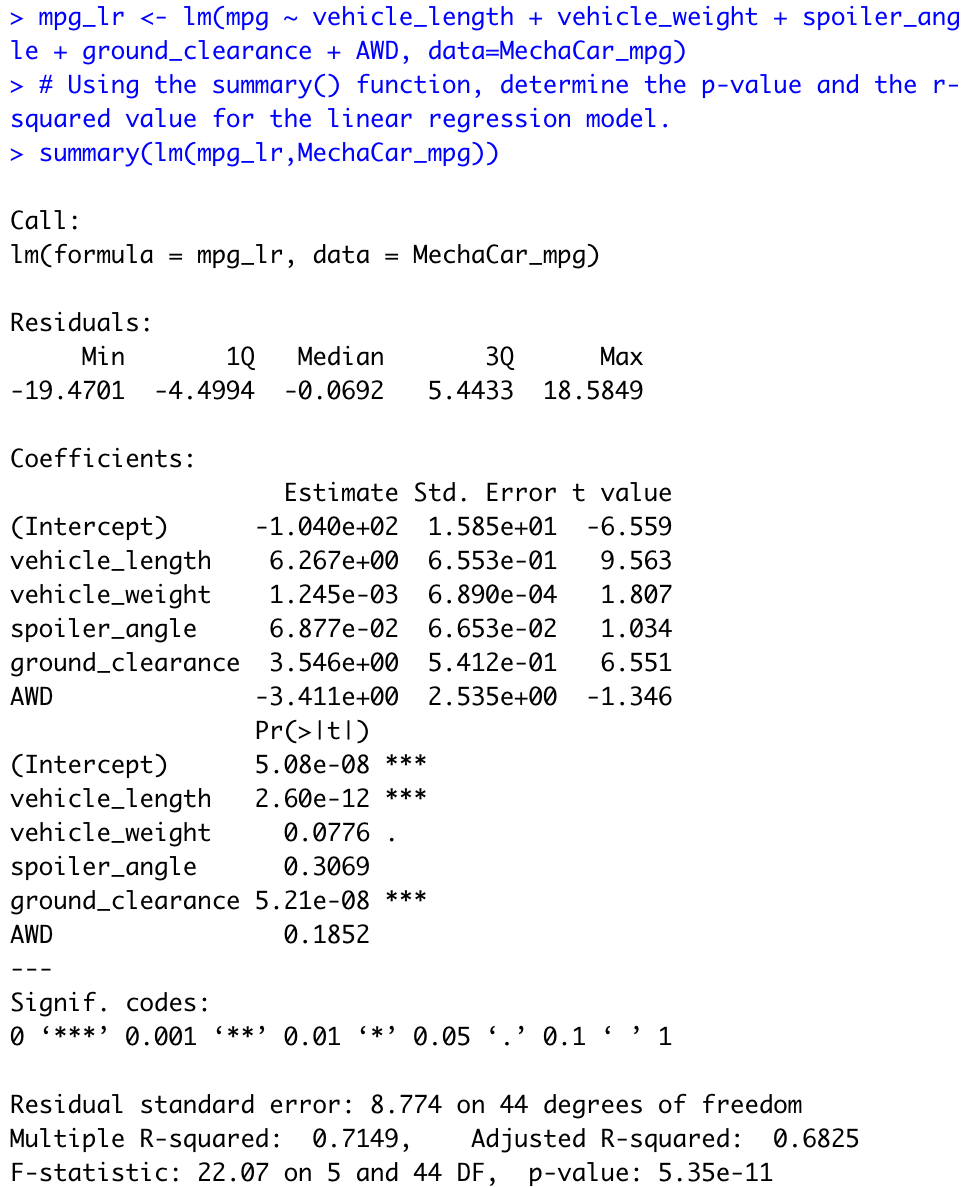 > mpg_lr <- lm(mpg ~ vehicle_length + vehicle_weight + spoiler_ang
le + ground_clearance + AWD, data=MechaCar_mpg)
> # Using the summary() function, determine the p-value and the r-
squared value for the linear regression model.
> summary(lm(mpg_lr,MechaCar_mpg))

Call:
lm(formula = mpg_lr, data = MechaCar_mpg)

Residuals:
     Min       1Q   Median       3Q      Max
-19.4701  -4.4994  -0.0692   5.4433  18.5849

Coefficients:
                   Estimate Std. Error t value
(Intercept)      -1.040e+02  1.585e+01  -6.559
vehicle_length    6.267e+00  6.553e-01   9.563
vehicle_weight    1.245e-03  6.890e-04   1.807
spoiler_angle     6.877e-02  6.653e-02   1.034
ground_clearance  3.546e+00  5.412e-01   6.551
AWD              -3.411e+00  2.535e+00  -1.346
                 Pr(>|t|)
(Intercept)      5.08e-08 ***
vehicle_length   2.60e-12 ***
vehicle_weight     0.0776 .
spoiler_angle      0.3069
ground_clearance 5.21e-08 ***
AWD                0.1852
---
Signif. codes:
0 ‘***’ 0.001 ‘**’ 0.01 ‘*’ 0.05 ‘.’ 0.1 ‘ ’ 1

Residual standard error: 8.774 on 44 degrees of freedom
Multiple R-squared:  0.7149,    Adjusted R-squared:  0.6825
F-statistic: 22.07 on 5 and 44 DF,  p-value: 5.35e-11